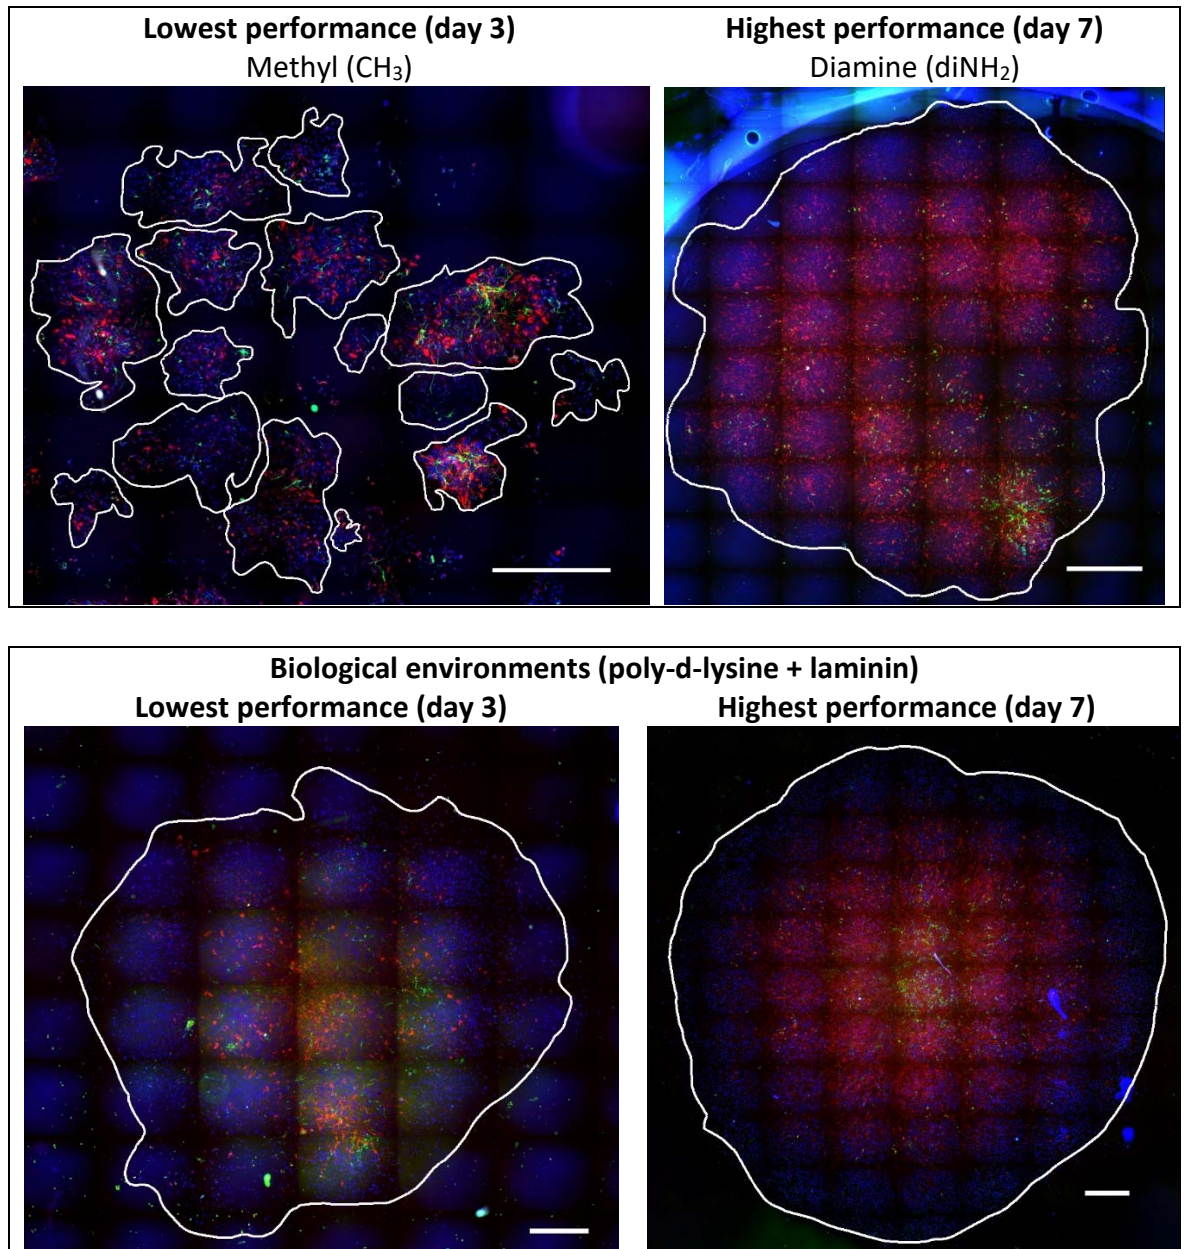 Lowest performance (day 3)
Methyl (CH₃)
Highest performance (day 7)
Diamine (diNH₂)
Biological environments (poly-d-lysine + laminin)
Lowest performance (day 3)
Highest performance (day 7)